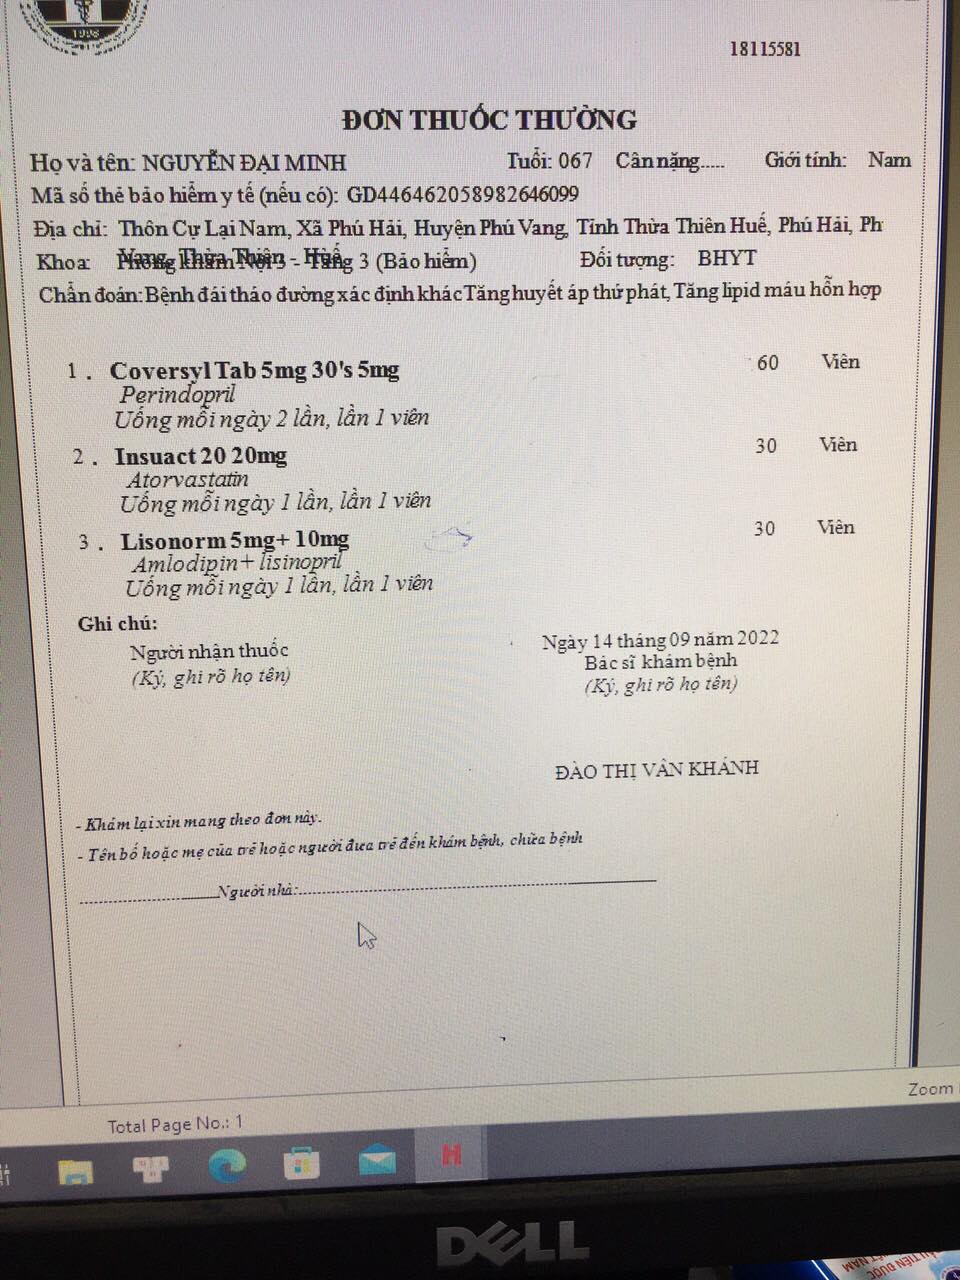 1998
18115581
ĐƠN THUỐC THƯỜNG
Họ và tên: NGUYỄN ĐẠI MINH Tuổi: 067 Cân nặng..... Giới tính: Nam
Mã số thẻ bảo hiểm y tế (nếu có): GD446462058982646099
Địa chỉ: Thôn Cự Lại Nam, Xã Phú Hải, Huyện Phú Vang, Tỉnh Thừa Thiên Huế, Phú Hải, Ph
Vang, Thừa Thiên - Huế
Khoa: Phòng khám Nội 3 - Tầng 3 (Bảo hiểm) Đối tượng: BHYT
Chẩn đoán: Bệnh đái tháo đường xác định khác Tăng huyết áp thứ phát, Tăng lipid máu hỗn hợp
1 . Coversyl Tab 5mg 30's 5mg 60 Viên
Perindopril
Uống mỗi ngày 2 lần, lần 1 viên
2 . Insuact 20 20mg 30 Viên
Atorvastatin
Uống mỗi ngày 1 lần, lần 1 viên
3 . Lisonorm 5mg+ 10mg 30 Viên
Amlodipin+ lisinopril
Uống mỗi ngày 1 lần, lần 1 viên
Ghi chú:
Người nhận thuốc Ngày 14 tháng 09 năm 2022
Bác sĩ khám bệnh
(Ký, ghi rõ họ tên) (Ký, ghi rõ họ tên)
ĐÀO THỊ VÂN KHÁNH
- Khám lại xin mang theo đơn này.
- Tên bố hoặc mẹ của trẻ hoặc người đưa trẻ đến khám bệnh, chữa bệnh
Người nhà:
Total Page No.: 1 Zoom
H
DELL